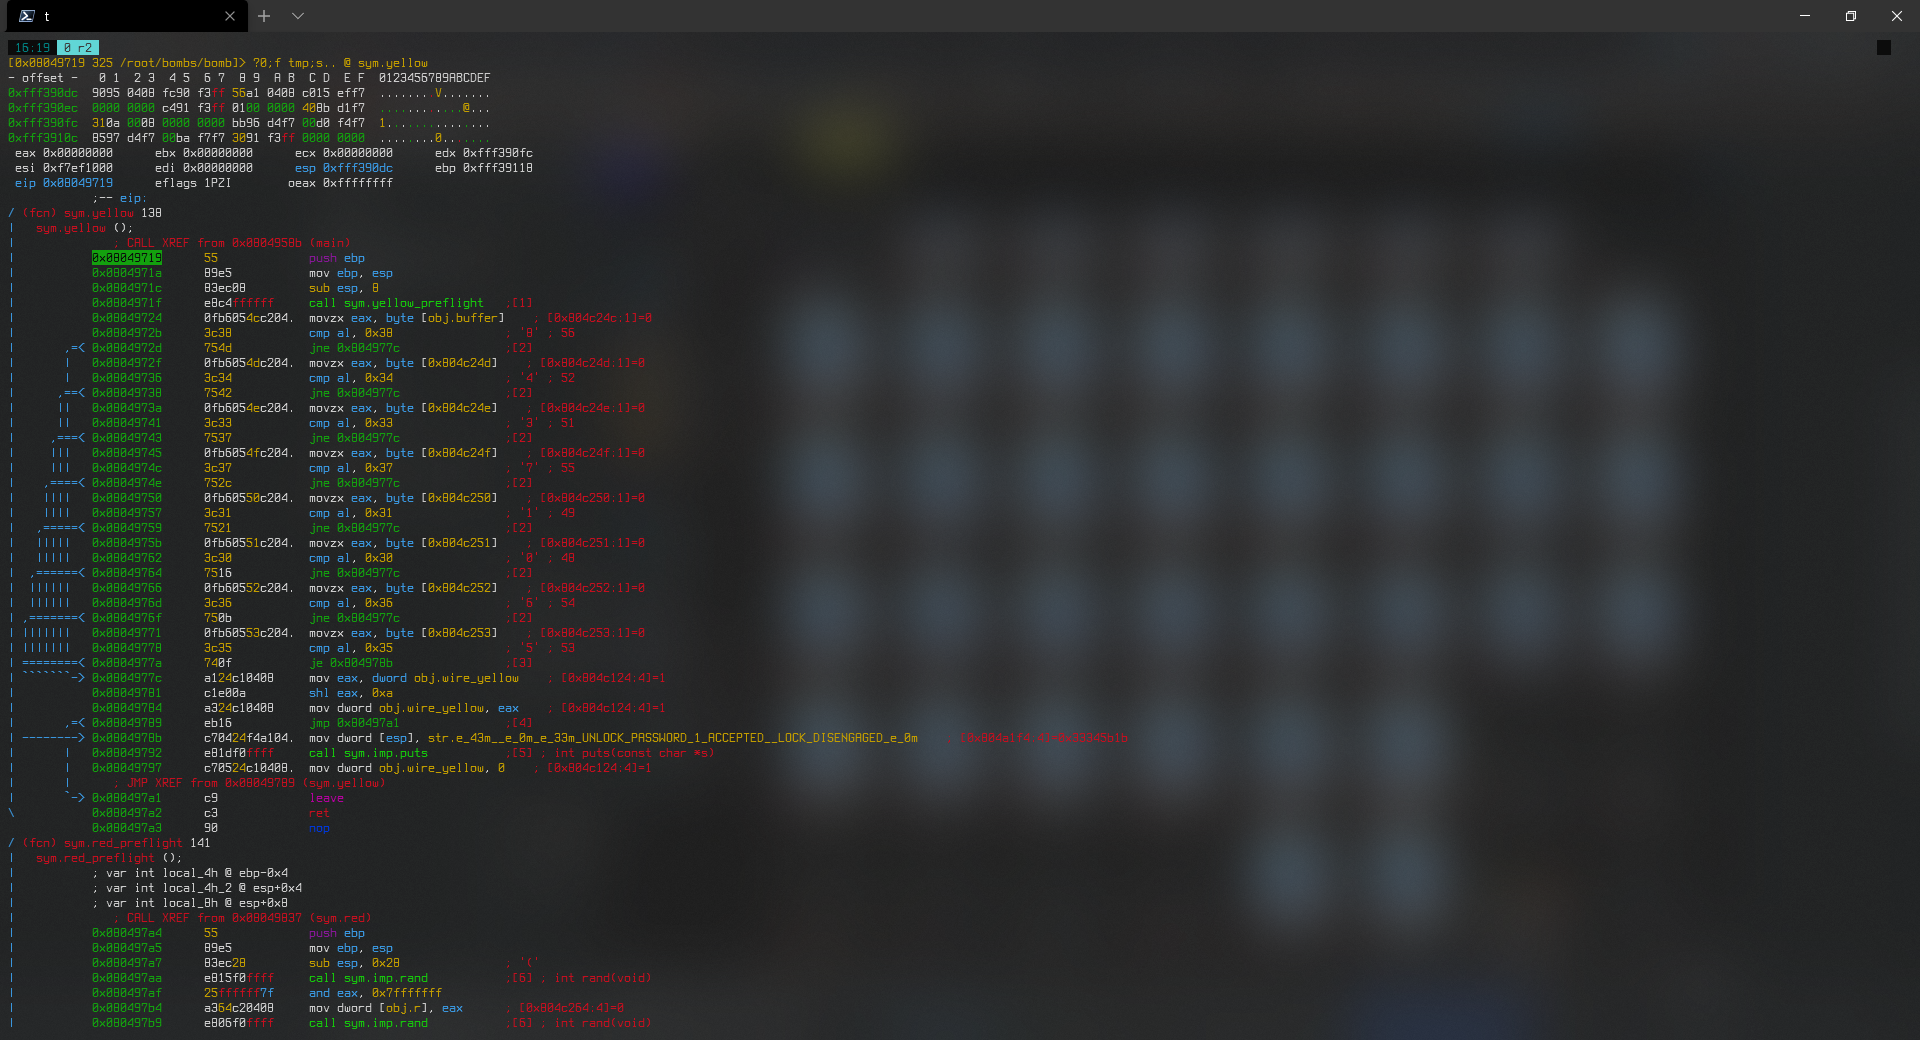 t
16:19 0 r2
[0x08049719 325 /root/bombs/bomb]> ?0;f tmp;s.. @ sym.yellow
- offset -   0 1  2 3  4 5  6 7  8 9  A B  C D  E F  0123456789ABCDEF
0xfff390dc  9095 0408 fc90 f3ff 56a1 0408 c015 eff7  ........V.......
0xfff390ec  0000 0000 c491 f3ff 0100 0000 408b d1f7  ............@...
0xfff390fc  310a 0008 0000 0000 bb96 d4f7 00d0 f4f7  1...............
0xfff3910c  8597 d4f7 00ba f7f7 3091 f3ff 0000 0000  ........0.......
eax 0x00000000      ebx 0x00000000      ecx 0x00000000      edx 0xfff390fc
esi 0xf7ef1000      edi 0x00000000      esp 0xfff390dc      ebp 0xfff39118
eip 0x08049719      eflags 1PZI        oeax 0xffffffff
;-- eip:
/ (fcn) sym.yellow 138
|   sym.yellow ();
|              ; CALL XREF from 0x0804958b (main)
|           0x08049719      55             push ebp
|           0x0804971a      89e5           mov ebp, esp
|           0x0804971c      83ec08         sub esp, 8
|           0x0804971f      e8c4ffffff     call sym.yellow_preflight   ;[1]
|           0x08049724      0fb6054cc204.  movzx eax, byte [obj.buffer]    ; [0x804c24c:1]=0
|           0x0804972b      3c38           cmp al, 0x38                ; '8' ; 56
|       ,=< 0x0804972d      754d           jne 0x804977c               ;[2]
|       |   0x0804972f      0fb6054dc204.  movzx eax, byte [0x804c24d]    ; [0x804c24d:1]=0
|       |   0x08049736      3c34           cmp al, 0x34                ; '4' ; 52
|      ,==< 0x08049738      7542           jne 0x804977c               ;[2]
|      ||   0x0804973a      0fb6054ec204.  movzx eax, byte [0x804c24e]    ; [0x804c24e:1]=0
|      ||   0x08049741      3c33           cmp al, 0x33                ; '3' ; 51
|     ,===< 0x08049743      7537           jne 0x804977c               ;[2]
|     |||   0x08049745      0fb6054fc204.  movzx eax, byte [0x804c24f]    ; [0x804c24f:1]=0
|     |||   0x0804974c      3c37           cmp al, 0x37                ; '7' ; 55
|    ,====< 0x0804974e      752c           jne 0x804977c               ;[2]
|    ||||   0x08049750      0fb60550c204.  movzx eax, byte [0x804c250]    ; [0x804c250:1]=0
|    ||||   0x08049757      3c31           cmp al, 0x31                ; '1' ; 49
|   ,=====< 0x08049759      7521           jne 0x804977c               ;[2]
|   |||||   0x0804975b      0fb60551c204.  movzx eax, byte [0x804c251]    ; [0x804c251:1]=0
|   |||||   0x08049762      3c30           cmp al, 0x30                ; '0' ; 48
|  ,======< 0x08049764      7516           jne 0x804977c               ;[2]
|  ||||||   0x08049766      0fb60552c204.  movzx eax, byte [0x804c252]    ; [0x804c252:1]=0
|  ||||||   0x0804976d      3c36           cmp al, 0x36                ; '6' ; 54
| ,=======< 0x0804976f      750b           jne 0x804977c               ;[2]
| |||||||   0x08049771      0fb60553c204.  movzx eax, byte [0x804c253]    ; [0x804c253:1]=0
| |||||||   0x08049778      3c35           cmp al, 0x35                ; '5' ; 53
| ========< 0x0804977a      740f           je 0x804978b                ;[3]
| ```````-> 0x0804977c      a124c10408     mov eax, dword obj.wire_yellow    ; [0x804c124:4]=1
|           0x08049781      c1e00a         shl eax, 0xa
|           0x08049784      a324c10408     mov dword obj.wire_yellow, eax    ; [0x804c124:4]=1
|       ,=< 0x08049789      eb16           jmp 0x80497a1               ;[4]
| --------> 0x0804978b      c70424f4a104.  mov dword [esp], str.e_43m__e_0m_e_33m_UNLOCK_PASSWORD_1_ACCEPTED__LOCK_DISENGAGED_e_0m
|       |   0x08049792      e81df0ffff     call sym.imp.puts           ;[5] ; int puts(const char *s)
|       |   0x08049797      c70524c10408.  mov dword obj.wire_yellow, 0    ; [0x804c124:4]=1
|       |      ; JMP XREF from 0x08049789 (sym.yellow)
|       `-> 0x080497a1      c9             leave
\           0x080497a2      c3             ret
0x080497a3      90             nop
/ (fcn) sym.red_preflight 141
|   sym.red_preflight ();
|           ; var int local_4h @ ebp-0x4
|           ; var int local_4h_2 @ esp+0x4
|           ; var int local_8h @ esp+0x8
|              ; CALL XREF from 0x08049837 (sym.red)
|           0x080497a4      55             push ebp
|           0x080497a5      89e5           mov ebp, esp
|           0x080497a7      83ec28         sub esp, 0x28               ; '('
|           0x080497aa      e815f0ffff     call sym.imp.rand           ;[6] ; int rand(void)
|           0x080497af      25ffffff7f     and eax, 0x7fffffff
|           0x080497b4      a364c20408     mov dword [obj.r], eax      ; [0x804c264:4]=0
|           0x080497b9      e806f0ffff     call sym.imp.rand           ;[6] ; int rand(void)